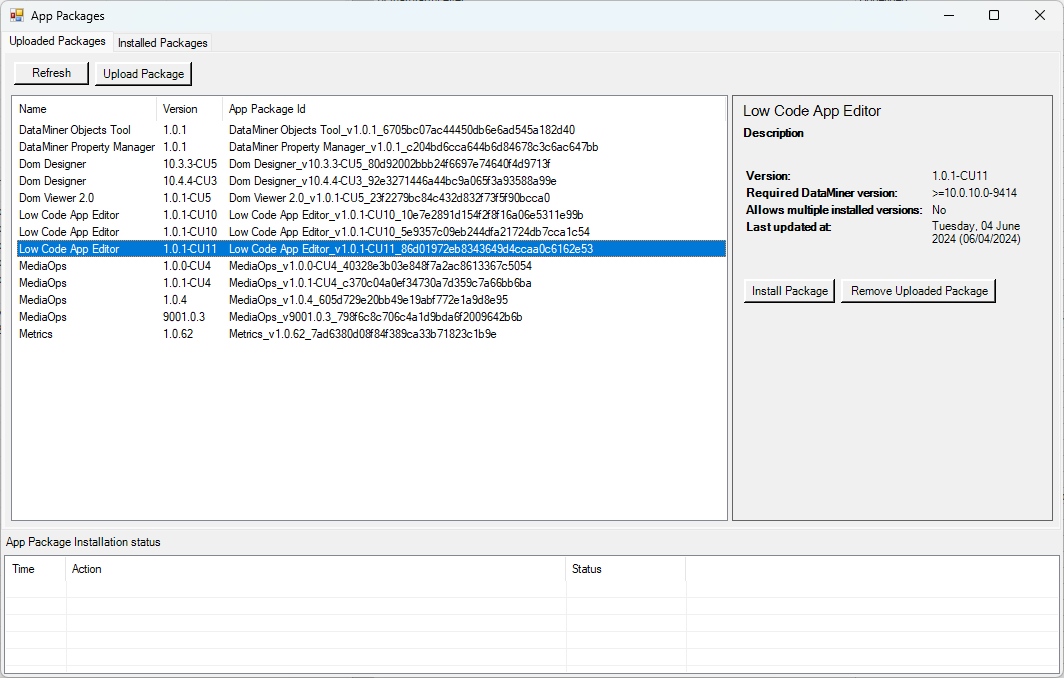 App Packages
Uploaded Packages Installed Packages
Refresh Upload Package
Name Version App Package Id
DataMiner Objects Tool 1.0.1 DataMiner Objects Tool_v1.0.1_6705bc07ac44450db6e6ad545a182d40
DataMiner Property Manager 1.0.1 DataMiner Property Manager_v1.0.1_c204bd6cca644b6d84678c3c6ac647bb
Dom Designer 10.3.3-CU5 Dom Designer_v10.3.3-CU5_80d92002bbb24f6697e74640f4d9713f
Dom Designer 10.4.4-CU3 Dom Designer_v10.4.4-CU3_92e3271446a44bc9a065f3a93588a99e
Dom Viewer 2.0 1.0.1-CU5 Dom Viewer 2.0_v1.0.1-CU5_23f2279bc84c432d832f73f5f90bcca0
Low Code App Editor 1.0.1-CU10 Low Code App Editor_v1.0.1-CU10_10e7e2891d154f2f8f16a06e5311e99b
Low Code App Editor 1.0.1-CU10 Low Code App Editor_v1.0.1-CU10_5e9357c09eb244dfa21724db7cca1c54
Low Code App Editor 1.0.1-CU11 Low Code App Editor_v1.0.1-CU11_86d01972eb8343649d4ccaa0c6162e53
MediaOps 1.0.0-CU4 MediaOps_v1.0.0-CU4_40328e3b03e848f7a2ac8613367c5054
MediaOps 1.0.1-CU4 MediaOps_v1.0.1-CU4_c370c04a0ef34730a7d359c7a66bb6ba
MediaOps 1.0.4 MediaOps_v1.0.4_605d729e20bb49e19abf772e1a9d8e95
MediaOps 9001.0.3 MediaOps_v9001.0.3_798f6c8c706c4a1d9bda6f2009642b6b
Metrics 1.0.62 Metrics_v1.0.62_7ad6380d08f84f389ca33b71823c1b9e
Low Code App Editor
Description
Version: 1.0.1-CU11
Required DataMiner version: >=10.0.10.0-9414
Allows multiple installed versions: No
Last updated at: Tuesday, 04 June
2024 (06/04/2024)
Install Package Remove Uploaded Package
App Package Installation status
Time Action Status